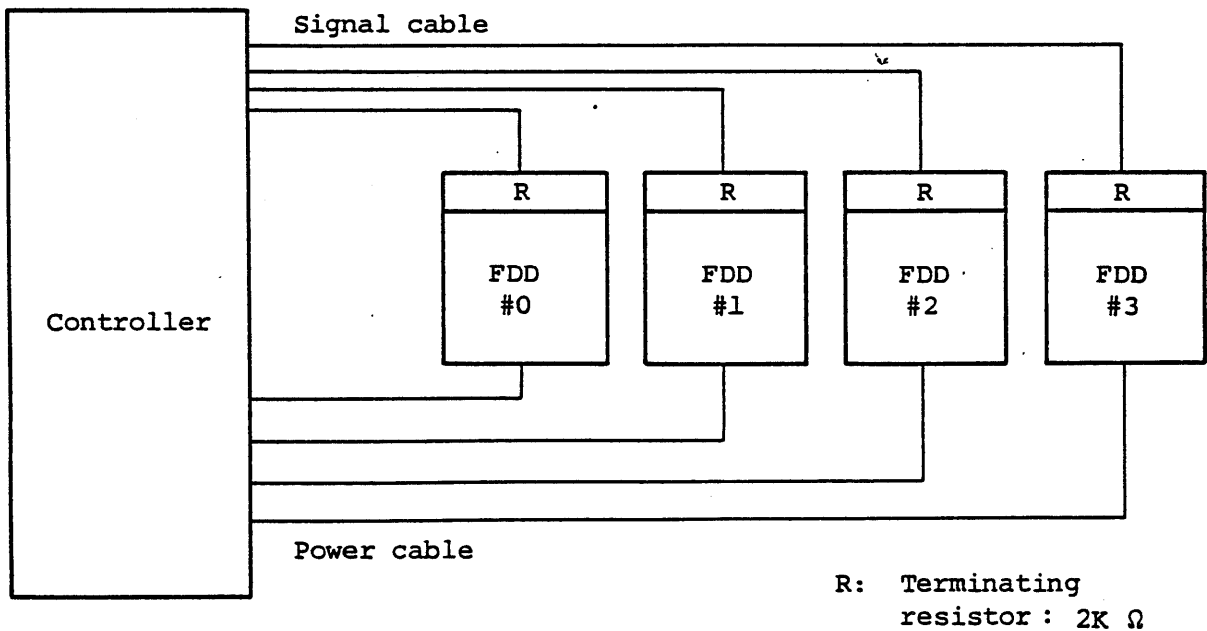 Signal cable
Controller
R
R
R
R
FDD
#0
FDD
#1
FDD
#2
FDD
#3
Power cable
R: Terminating
resistor : 2K Ω